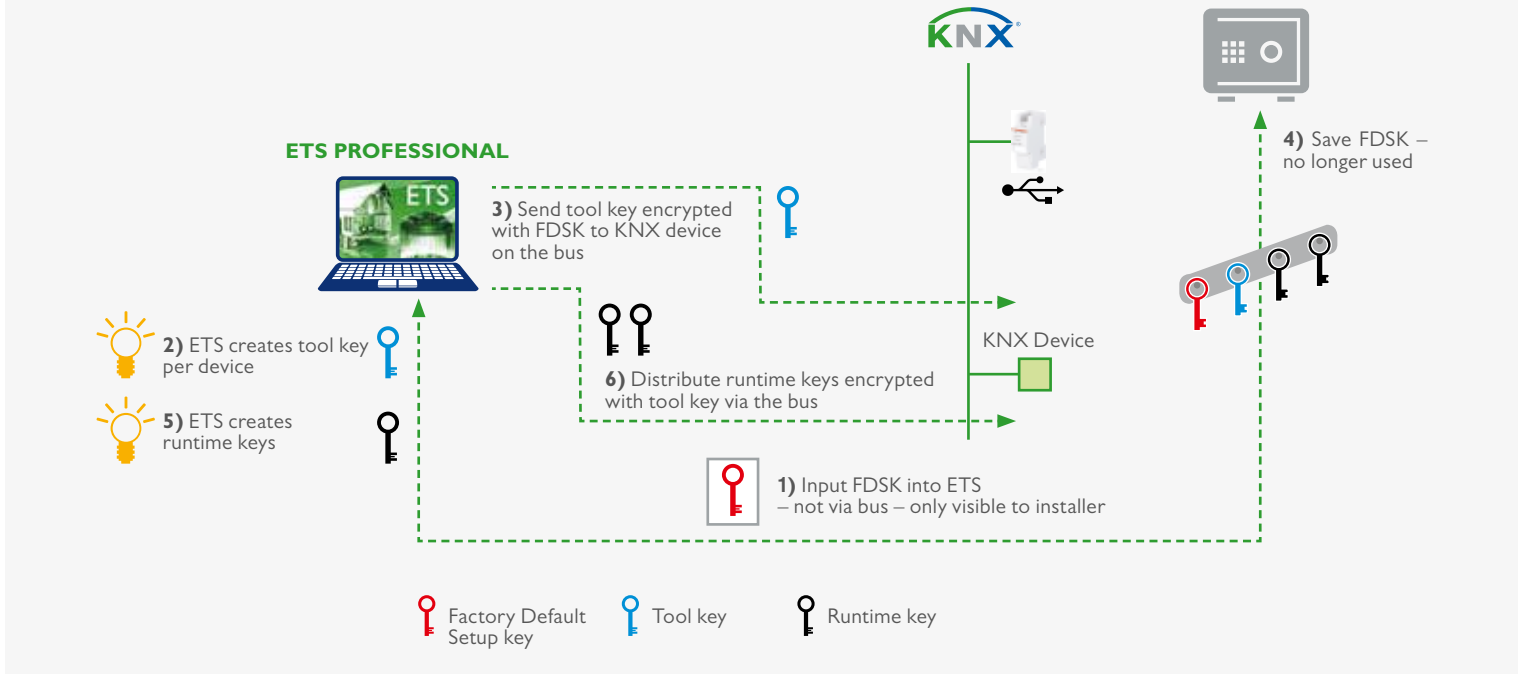 KNX®
4) Save FDSK –
no longer used
ETS PROFESSIONAL
ETS
3) Send tool key encrypted
with FDSK to KNX device
on the bus
2) ETS creates tool key
per device
KNX Device
6) Distribute runtime keys encrypted
with tool key via the bus
5) ETS creates
runtime keys
1) Input FDSK into ETS
– not via bus – only visible to installer
Factory Default
Setup key
Tool key
Runtime key